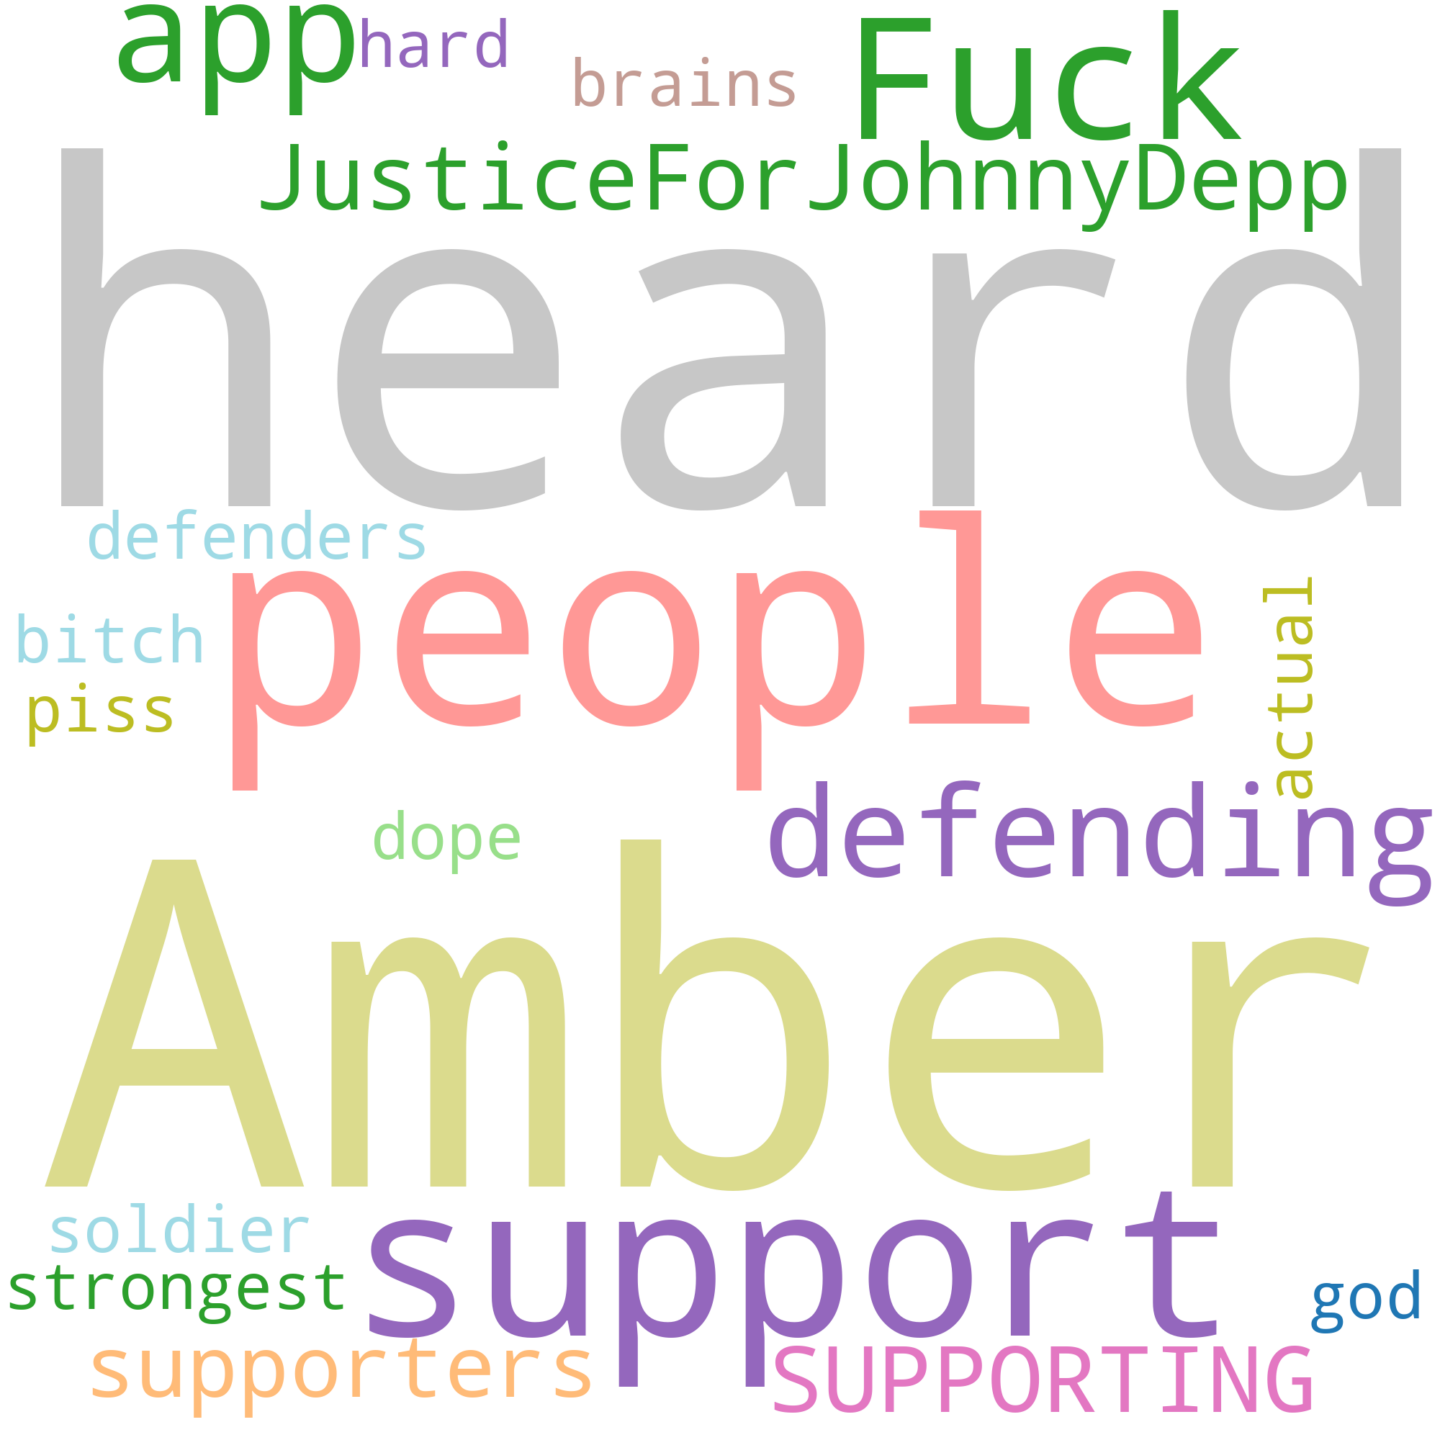 app hard brains Fuck
JusticeForJohnnyDepp
heard
defenders
people
bitch
actual
piss
dope
defending
Amber
soldier
support
strongest
god
supporters
SUPPORTING